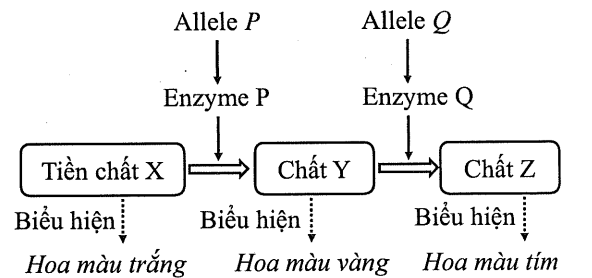 Allele P Allele Q
Enzyme P Enzyme Q
Tiền chất X Chất Y Chất Z
Biểu hiện Biểu hiện Biểu hiện
Hoa màu trắng Hoa màu vàng Hoa màu tím